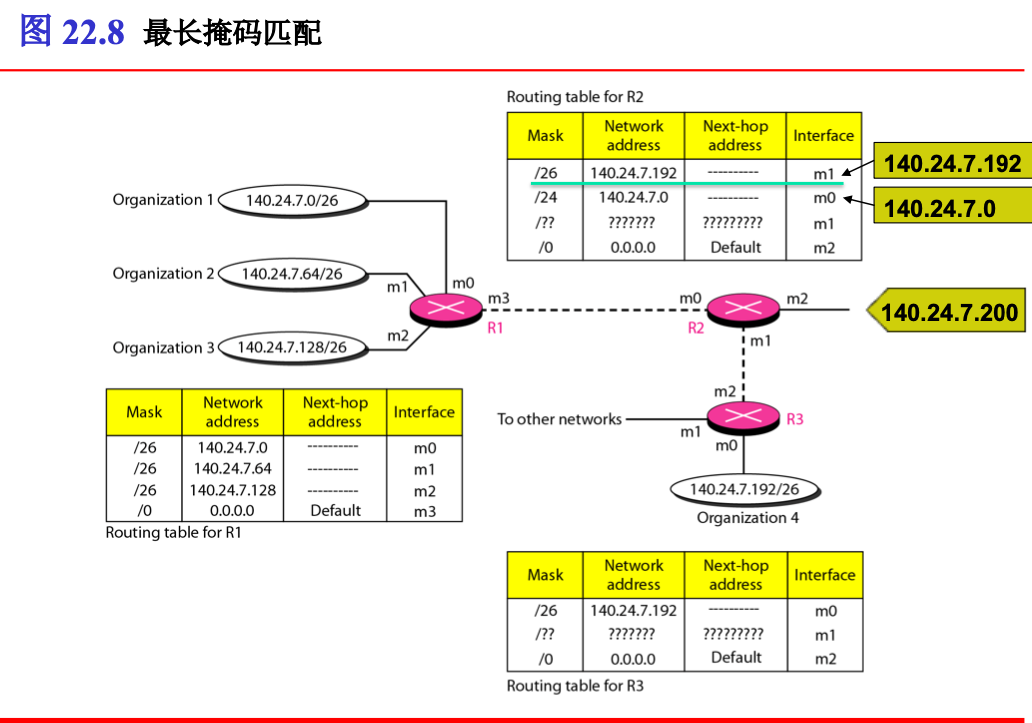 图 22.8 最长掩码匹配
Routing table for R2
Mask Network address Next-hop address Interface
/26 140.24.7.192 ---------- m1
/24 140.24.7.0 ---------- m0
/?? ??????? ????????? m1
/0 0.0.0.0 Default m2
140.24.7.192
140.24.7.0
Organization 1 140.24.7.0/26
Organization 2 140.24.7.64/26
Organization 3 140.24.7.128/26
m0
m1
m2
m3
R1
m0
R2
m2
m1
140.24.7.200
m2
R3
To other networks
m1
m0
140.24.7.192/26
Organization 4
Mask Network address Next-hop address Interface
/26 140.24.7.0 ---------- m0
/26 140.24.7.64 ---------- m1
/26 140.24.7.128 ---------- m2
/0 0.0.0.0 Default m3
Routing table for R1
Mask Network address Next-hop address Interface
/26 140.24.7.192 ---------- m0
/?? ??????? ????????? m1
/0 0.0.0.0 Default m2
Routing table for R3